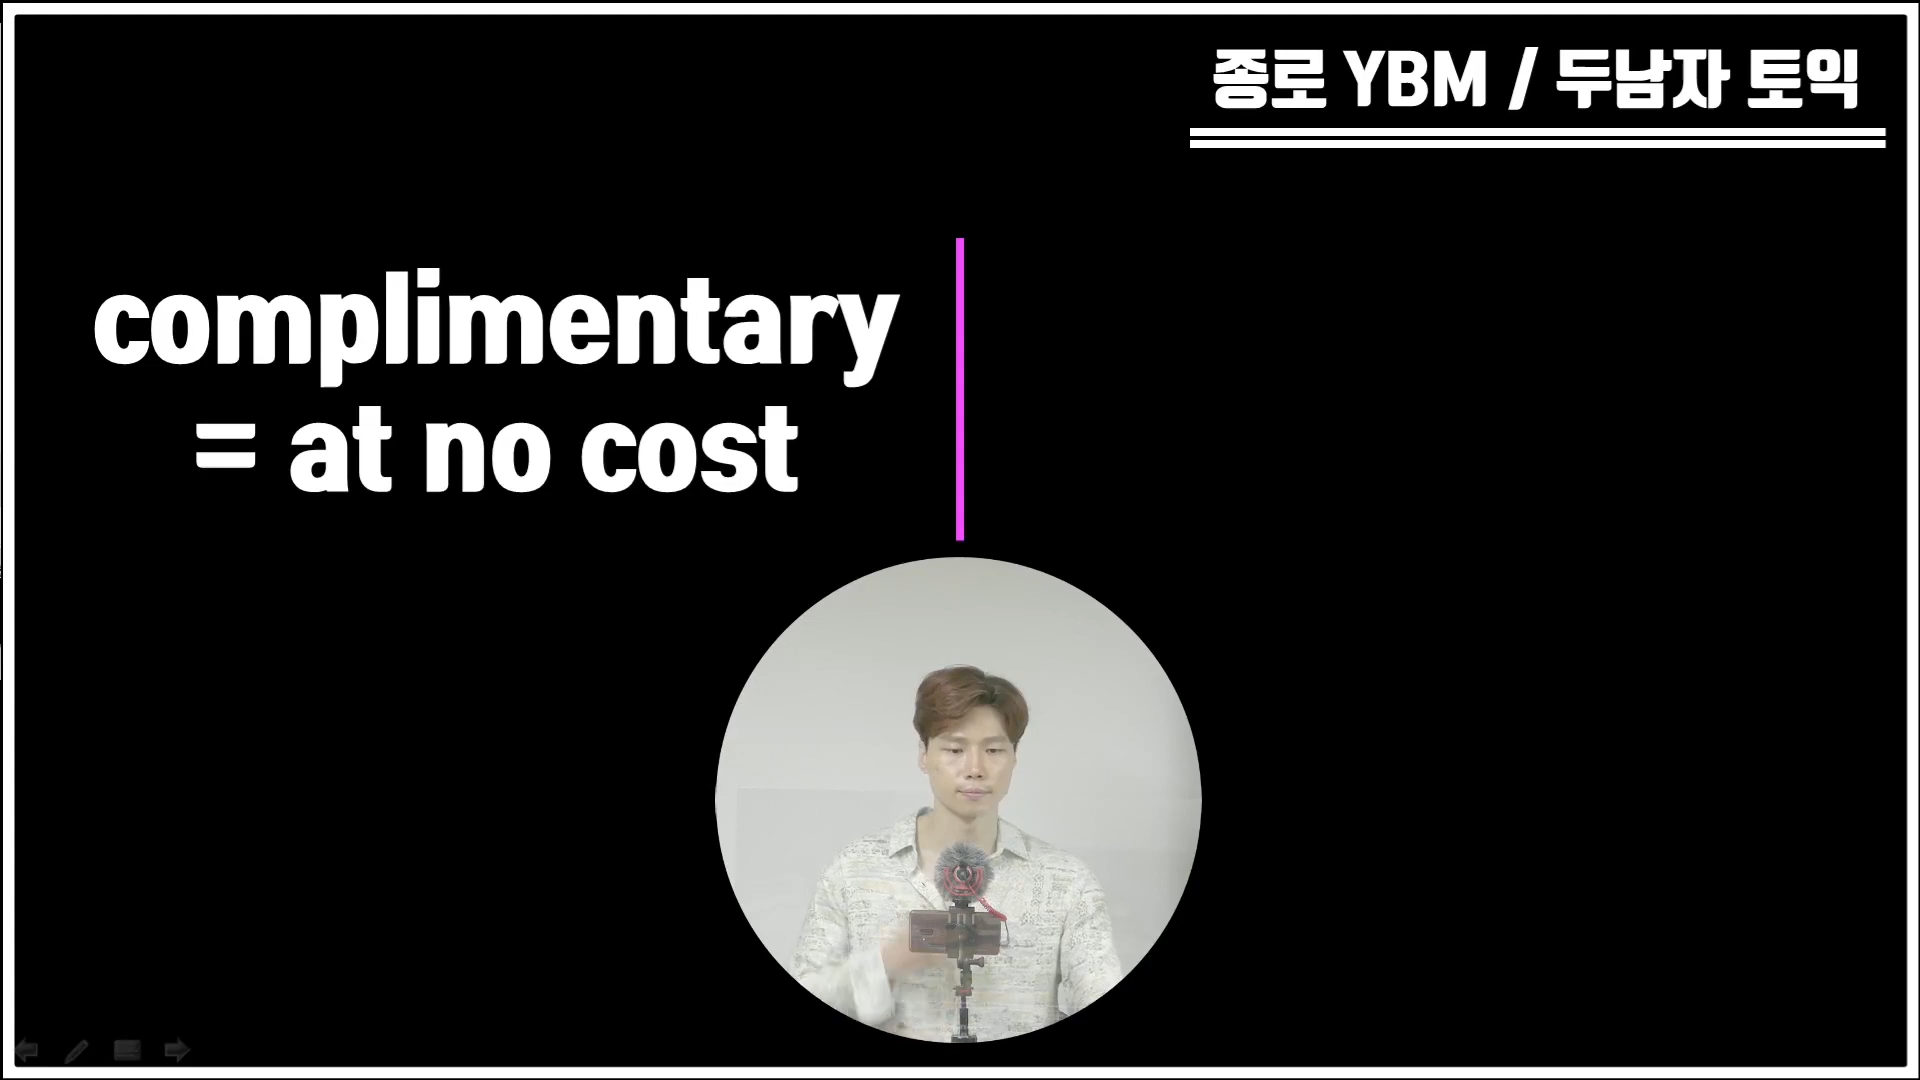 종로 YBM / 두남자 토익
complimentary
= at no cost